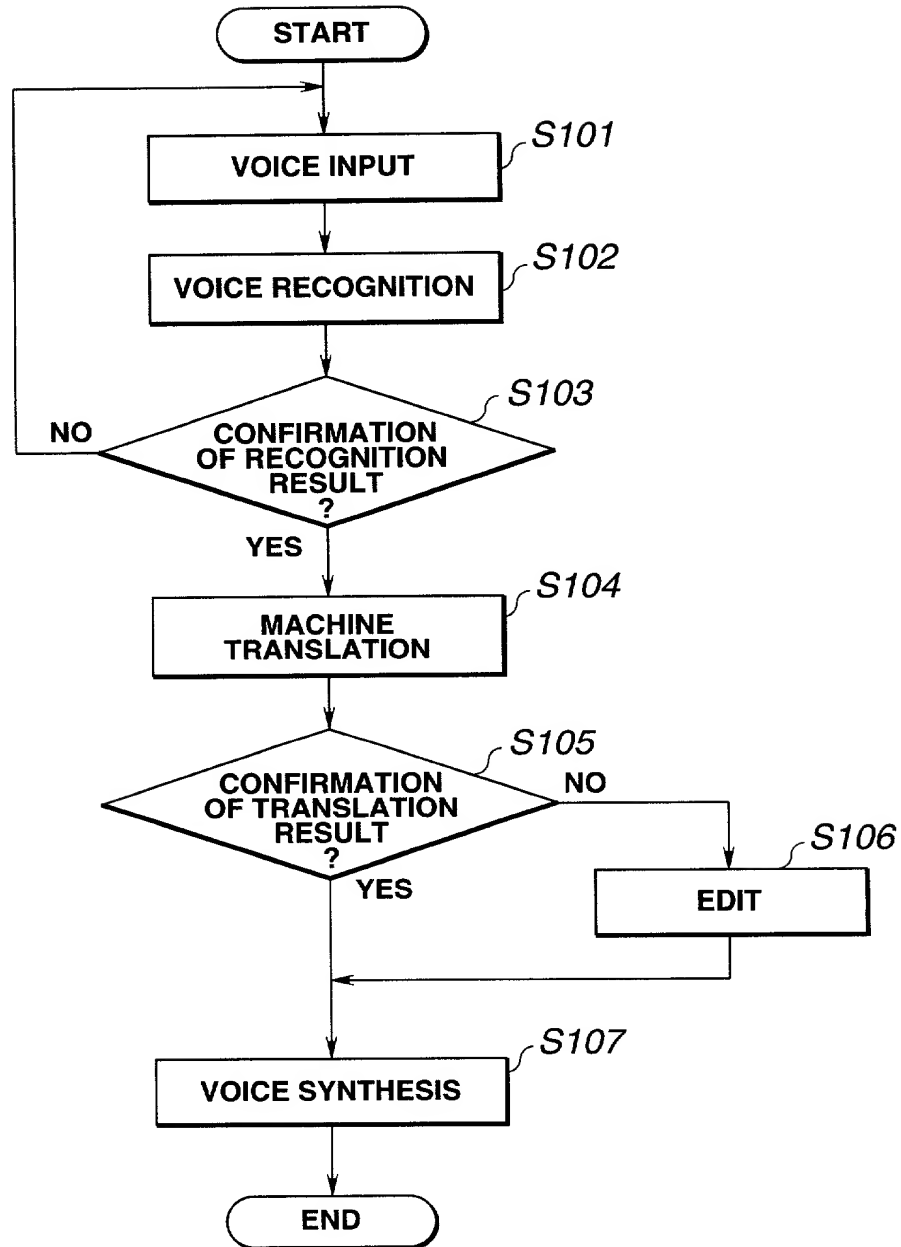 START
S101
VOICE INPUT
S102
VOICE RECOGNITION
S103
NO
CONFIRMATION
OF RECOGNITION
RESULT
?
YES
S104
MACHINE
TRANSLATION
S105
CONFIRMATION
OF TRANSLATION
RESULT
?
NO
YES
S106
EDIT
S107
VOICE SYNTHESIS
END